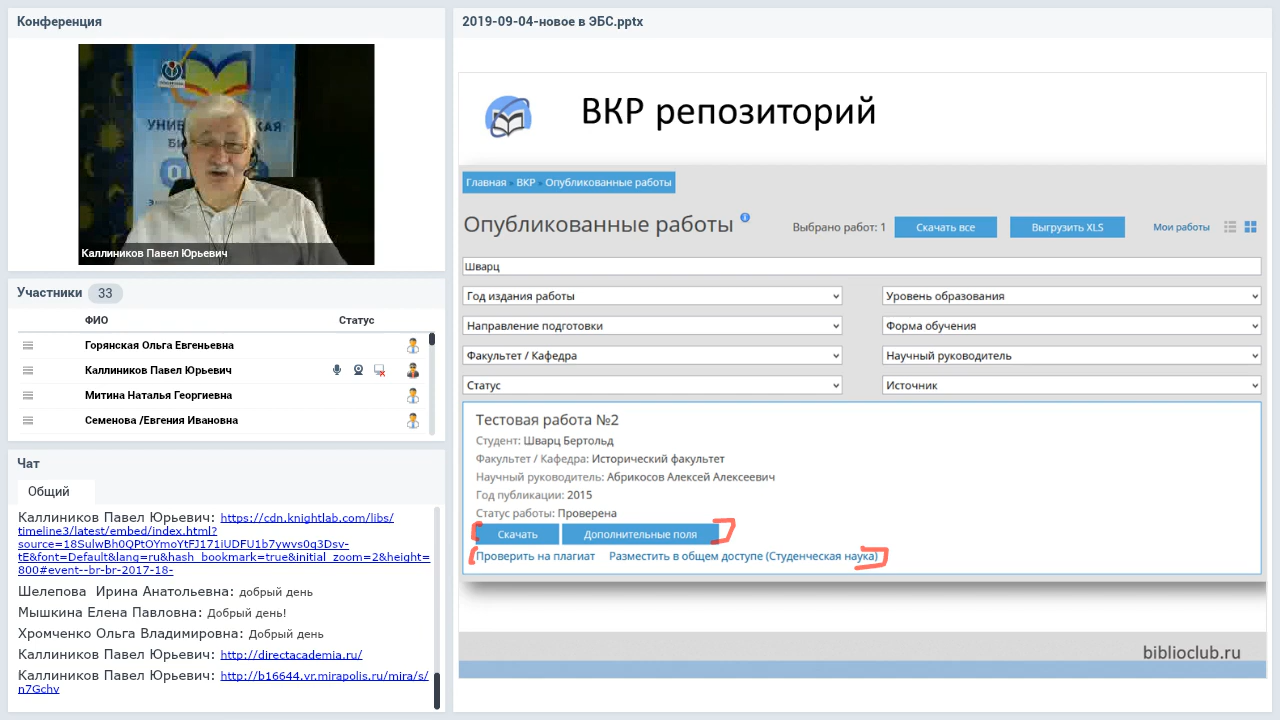 Конференция
УНИВ
СКАЯ
БИ
Каллиников Павел Юрьевич
Участники 33
ФИО Статус
Горянская Ольга Евгеньевна
Каллиников Павел Юрьевич
Митина Наталья Георгиевна
Семенова /Евгения Ивановна
Чат
Общий
Каллиников Павел Юрьевич: https://cdn.knightlab.com/libs/
timeline3/latest/embed/index.html?
source=18SulwBh0QPtOYmoYtFJ171iUDFU1b7vwvs0q3Dsv-
tE&font=Default&lang=ru&hash_bookmark=true&initial_zoom=2&height=
800#event--br-br-2017-18-
Шелепова Ирина Анатольевна: добрый день
Мышкина Елена Павловна: Добрый день!
Хромченко Ольга Владимировна: Добрый день
Каллиников Павел Юрьевич: http://directacademia.ru/
Каллиников Павел Юрьевич: http://b16644.vr.mirapolis.ru/mira/s/
n7Gchv
2019-09-04-новое в ЭБС.pptx
ВКР репозиторий
Главная » ВКР » Опубликованные работы
Опубликованные работы Выбрано работ: 1 Скачать все Выгрузить XLS Мои работы
Шварц
Год издания работы Уровень образования
Направление подготовки Форма обучения
Факультет / Кафедра Научный руководитель
Статус Источник
Тестовая работа №2
Студент: Шварц Бертольд
Факультет / Кафедра: Исторический факультет
Научный руководитель: Абрикосов Алексей Алексеевич
Год публикации: 2015
Статус работы: Проверена
Скачать Дополнительные поля
Проверить на плагиат Разместить в общем доступе (Студенческая наука)
biblioclub.ru